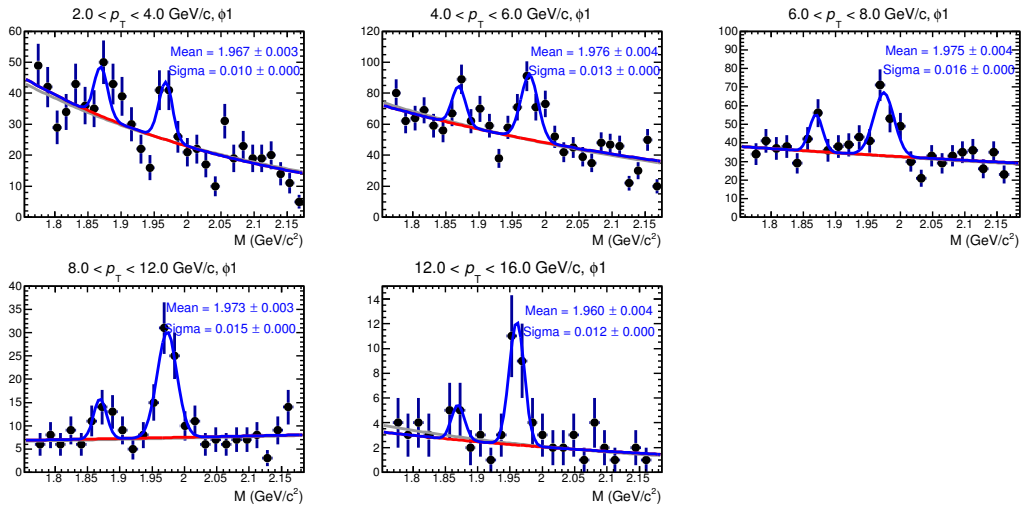 2.0 < p_T < 4.0 GeV/c, ϕ1
Mean = 1.967 ± 0.003
Sigma = 0.010 ± 0.000
60
50
40
30
20
10
0
1.8 1.85 1.9 1.95 2 2.05 2.1 2.15
M (GeV/c²)
4.0 < p_T < 6.0 GeV/c, ϕ1
Mean = 1.976 ± 0.004
Sigma = 0.013 ± 0.000
120
100
80
60
40
20
0
1.8 1.85 1.9 1.95 2 2.05 2.1 2.15
M (GeV/c²)
6.0 < p_T < 8.0 GeV/c, ϕ1
Mean = 1.975 ± 0.004
Sigma = 0.016 ± 0.000
100
90
80
70
60
50
40
30
20
10
0
1.8 1.85 1.9 1.95 2 2.05 2.1 2.15
M (GeV/c²)
8.0 < p_T < 12.0 GeV/c, ϕ1
Mean = 1.973 ± 0.003
Sigma = 0.015 ± 0.000
40
35
30
25
20
15
10
5
0
1.8 1.85 1.9 1.95 2 2.05 2.1 2.15
M (GeV/c²)
12.0 < p_T < 16.0 GeV/c, ϕ1
Mean = 1.960 ± 0.004
Sigma = 0.012 ± 0.000
14
12
10
8
6
4
2
0
1.8 1.85 1.9 1.95 2 2.05 2.1 2.15
M (GeV/c²)